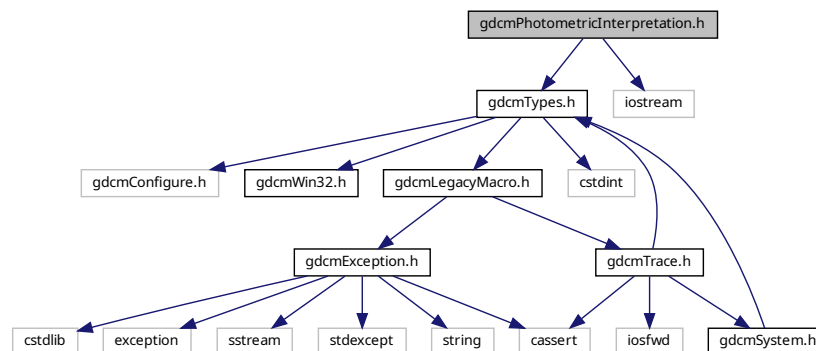 gdcmPhotometricInterpretation.h
gdcmTypes.h
iostream
gdcmConfigure.h
gdcmWin32.h
gdcmLegacyMacro.h
cstdint
gdcmException.h
gdcmTrace.h
cstdlib
exception
sstream
stdexcept
string
cassert
iosfwd
gdcmSystem.h